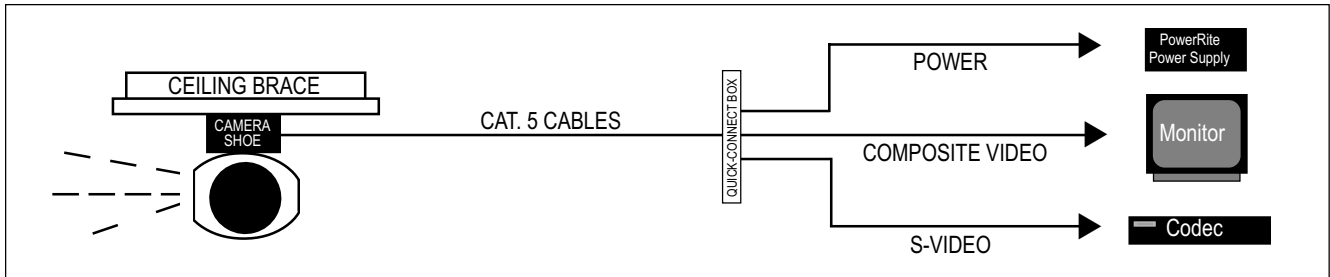 CEILING BRACE
CAMERA
SHOE
CAT. 5 CABLES
QUICK-CONNECT BOX
POWER
COMPOSITE VIDEO
S-VIDEO
PowerRite
Power Supply
Monitor
Codec